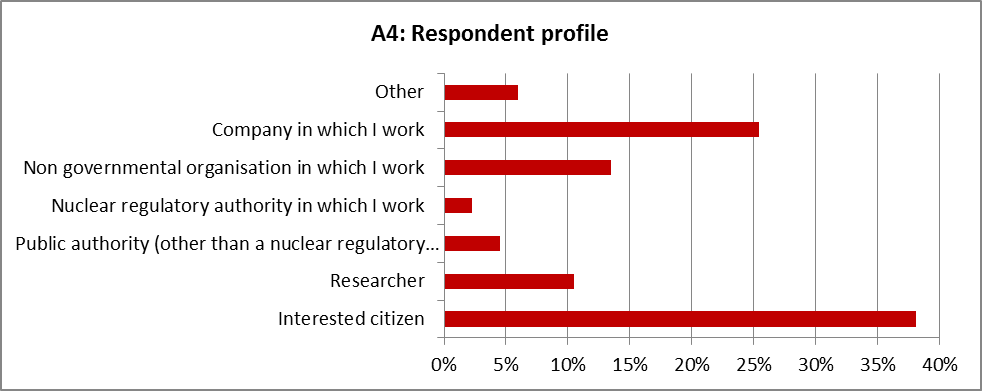 A4: Respondent profile
Other
Company in which I work
Non governmental organisation in which I work
Nuclear regulatory authority in which I work
Public authority (other than a nuclear regulatory...
Researcher
Interested citizen
0% 5% 10% 15% 20% 25% 30% 35% 40%